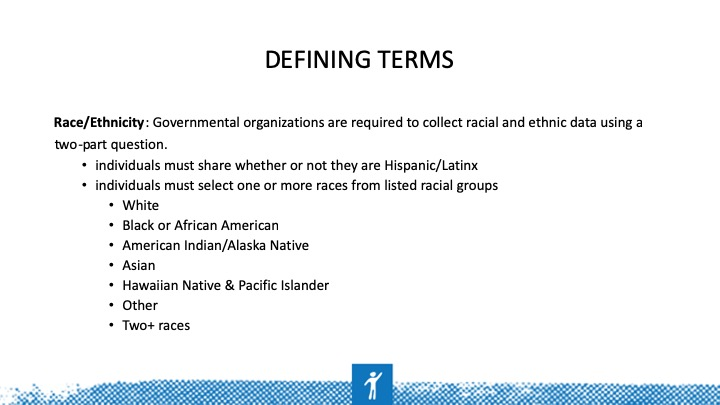 DEFINING TERMS
Race/Ethnicity: Governmental organizations are required to collect racial and ethnic data using a
two-part question.
• individuals must share whether or not they are Hispanic/Latinx
• individuals must select one or more races from listed racial groups
• White
• Black or African American
• American Indian/Alaska Native
• Asian
• Hawaiian Native & Pacific Islander
• Other
• Two+ races